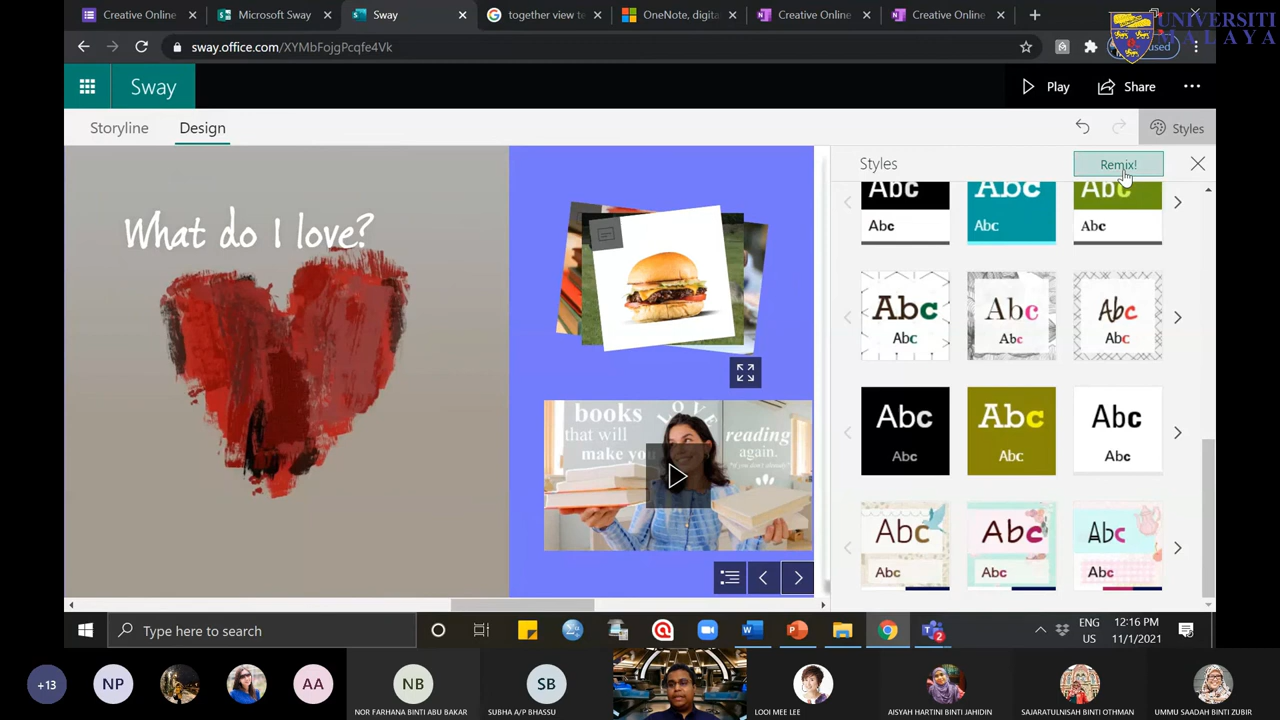 Creative Online
Microsoft Sway
Sway
together view te
OneNote, digita
Creative Online
Creative Online
UNIVERSITI
MALAYA
sway.office.com/XYMbFojgPcqfe4Vk
Sway
Play
Share
Storyline
Design
Styles
What do I love?
books
that will
make you
LOVE
reading
again.
Styles
Remix!
Abc Abc Abc
Abc Abc Abc
Abc Abc Abc
Abc Abc Abc
Abc Abc Abc
Abc Abc Abc
Abc Abc Abc
Abc Abc Abc
Type here to search
ENG
US
12:16 PM
11/1/2021
2
+13
NP
AA
NB
NOR FARHANA BINTI ABU BAKAR
SB
SUBHA A/P BHASSU
LOOI MEE LEE
AISYAH HARTINI BINTI JAHIDIN
SAJARATULNISAH BINTI OTHMAN
UMMU SAADAH BINTI ZUBIR